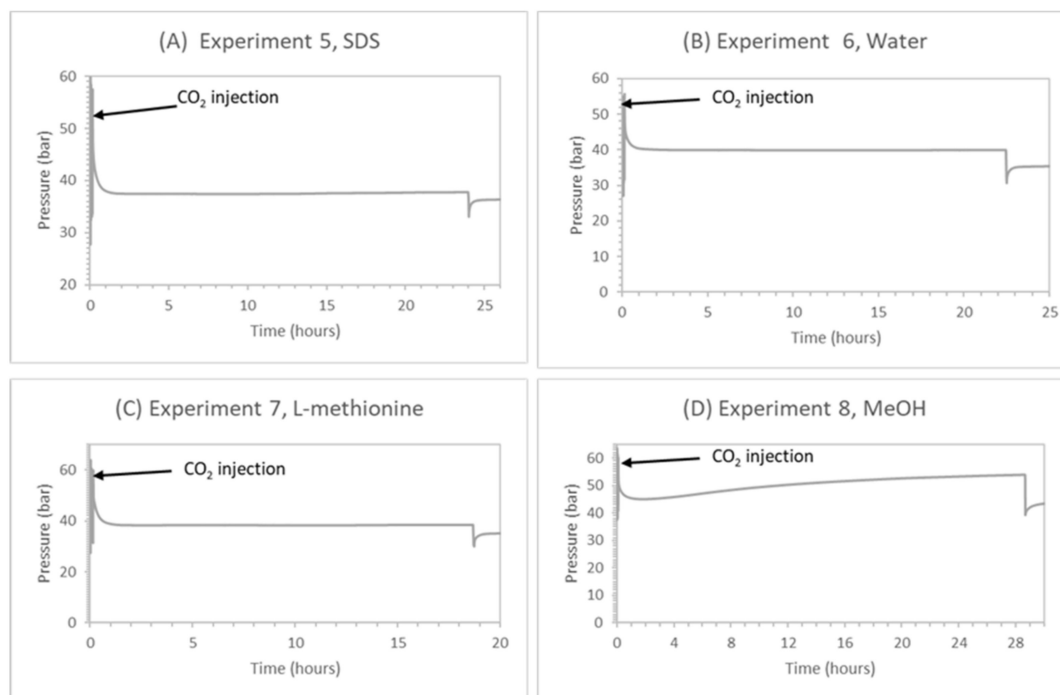 (A) Experiment 5, SDS
60
50
40
30
20
Pressure (bar)
CO₂ injection
0 5 10 15 20 25
Time (hours)
(B) Experiment 6, Water
60
50
40
30
20
10
0
Pressure (bar)
CO₂ injection
0 5 10 15 20 25
Time (hours)
(C) Experiment 7, L-methionine
60
40
20
0
Pressure (bar)
CO₂ injection
0 5 10 15 20
Time (hours)
(D) Experiment 8, MeOH
60
50
40
30
20
10
0
Pressure (bar)
CO₂ injection
0 4 8 12 16 20 24 28
Time (hours)